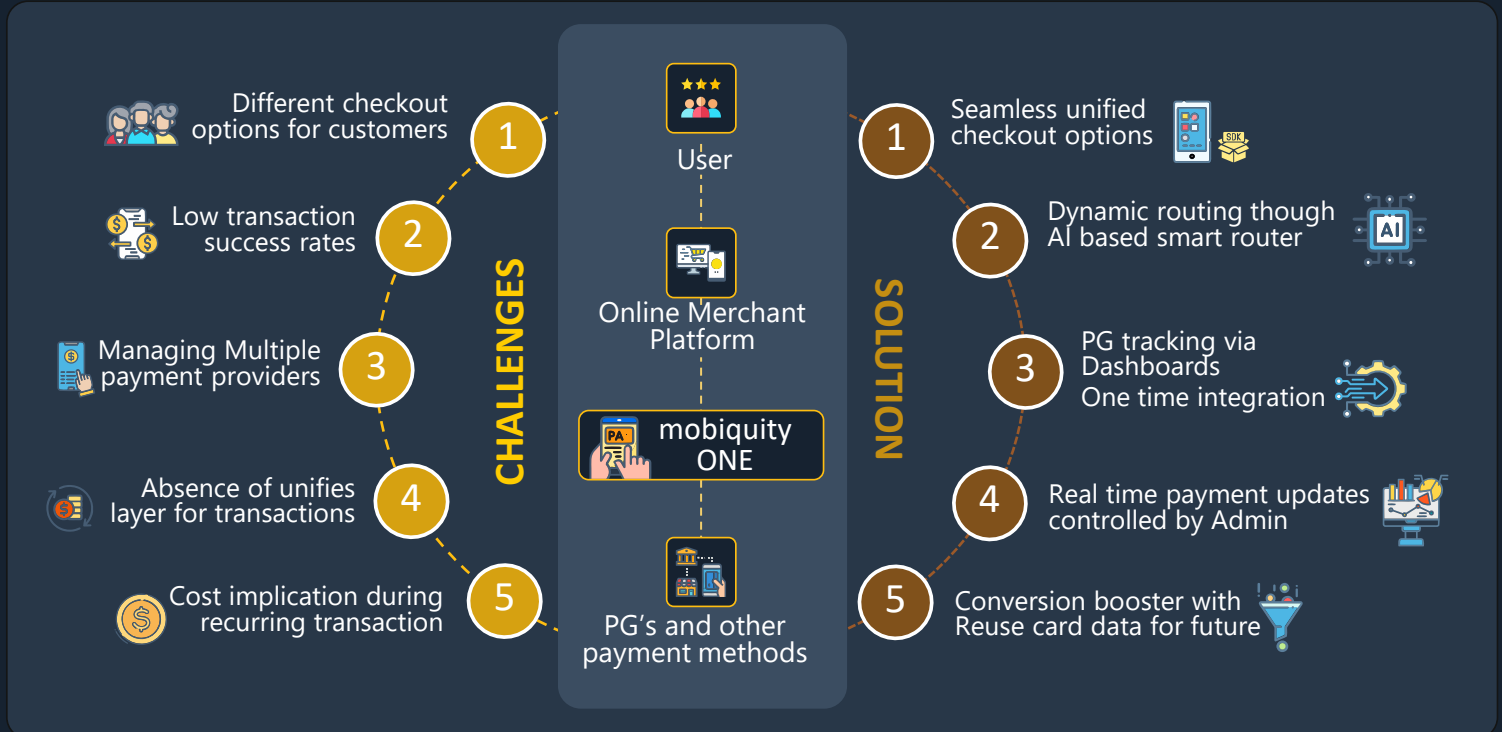 Different checkout
options for customers
1
Low transaction
success rates
2
Managing Multiple
payment providers
3
Absence of unifies
layer for transactions
4
Cost implication during
recurring transaction
5
CHALLENGES
User
Online Merchant
Platform
PA
mobiquity
ONE
PG's and other
payment methods
SOLUTION
1
Seamless unified
checkout options
SDK
2
Dynamic routing though
AI based smart router
AI
3
PG tracking via
Dashboards
One time integration
4
Real time payment updates
controlled by Admin
5
Conversion booster with
Reuse card data for future